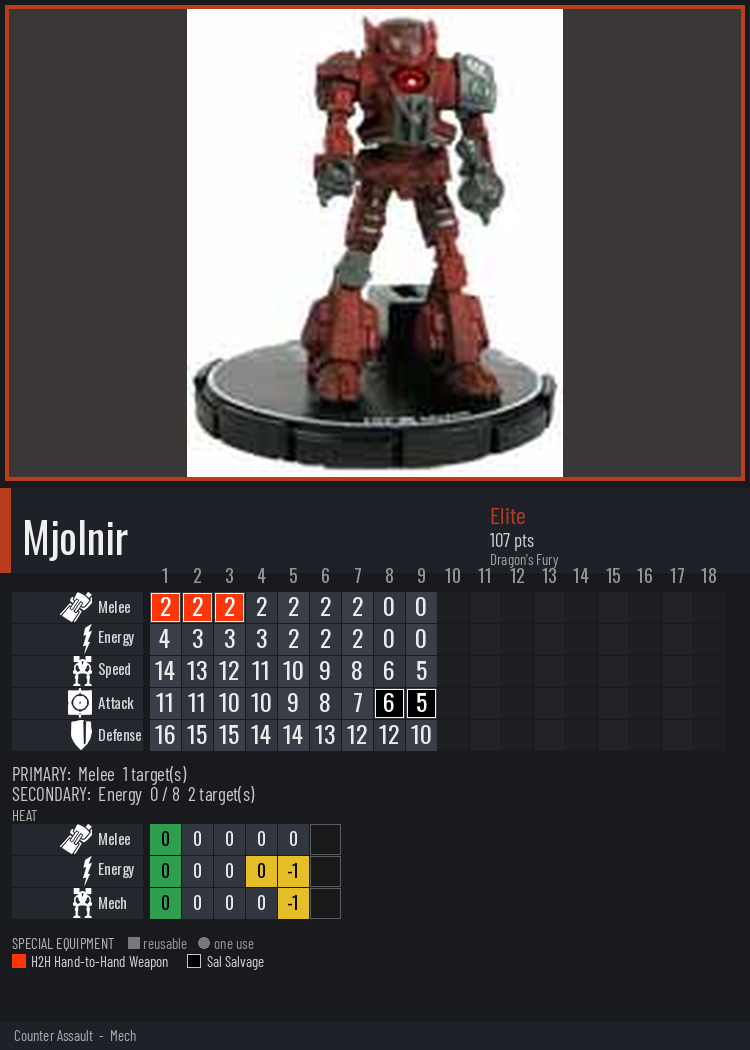 Mjolnir
Elite
107 pts
Dragon's Fury
1 2 3 4 5 6 7 8 9 10 11 12 13 14 15 16 17 18
Melee 2 2 2 2 2 2 2 0 0
Energy 4 3 3 3 2 2 2 0 0
Speed 14 13 12 11 10 9 8 6 5
Attack 11 11 10 10 9 8 7 6 5
Defense 16 15 15 14 14 13 12 12 10
PRIMARY: Melee 1 target(s)
SECONDARY: Energy 0 / 8 2 target(s)
HEAT
Melee 0 0 0 0 0
Energy 0 0 0 0 -1
Mech 0 0 0 0 -1
SPECIAL EQUIPMENT reusable one use
H2H Hand-to-Hand Weapon Sal Salvage
Counter Assault - Mech